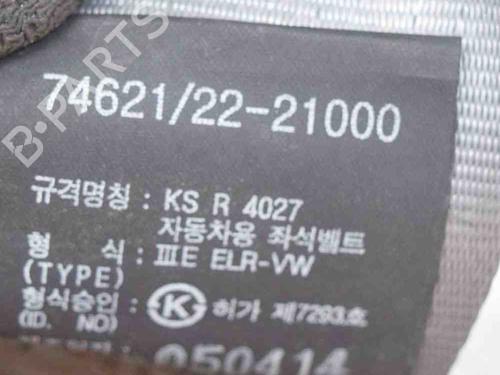 B-PARTS
74621/22-21000
규격명칭 : KS R 4027
자동차용 좌석벨트
형 식 : ⅢE ELR-VW
(TYPE)
형식승인 : K 허가 제7293호
(ID. NO)
050414